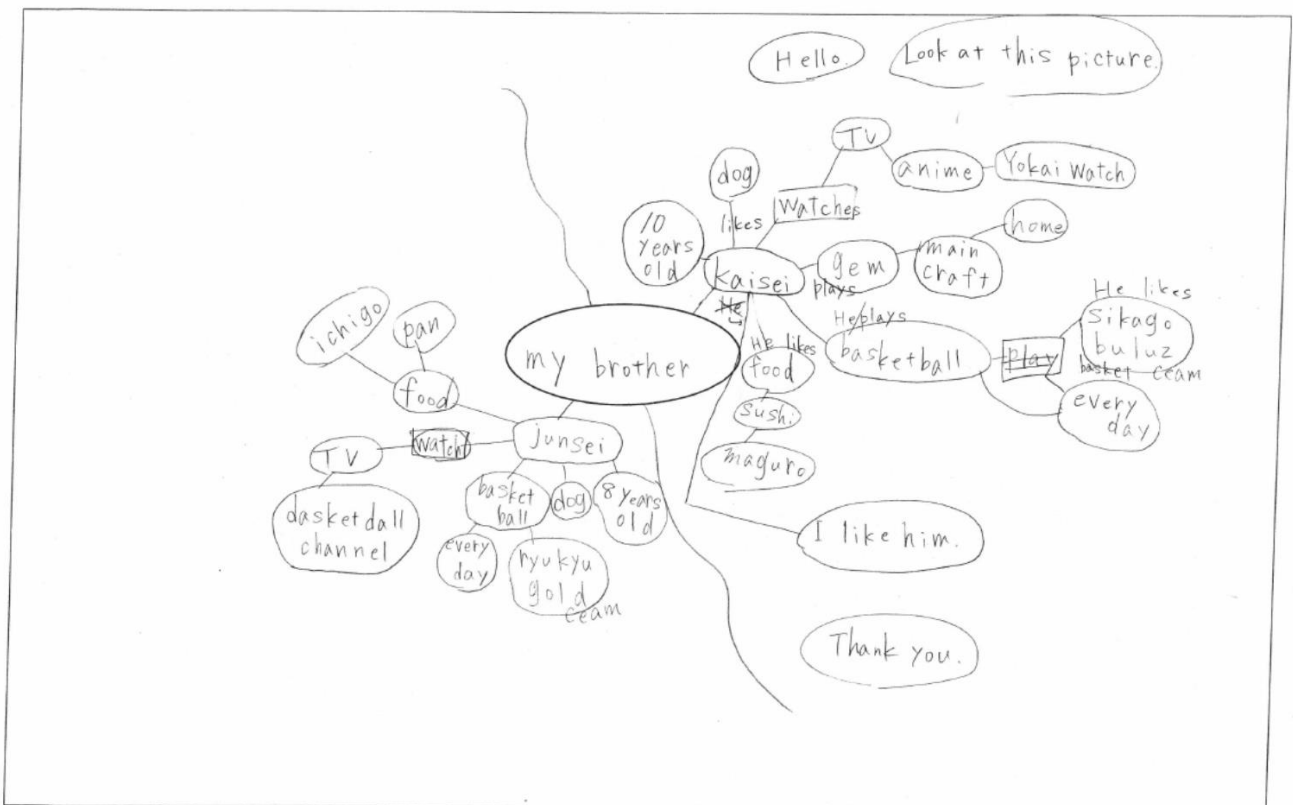 Hello.
Look at this picture.
TV
anime
Yokai Watch
dog
Watches
likes
10
years
old
kaisei
gem
plays
main
craft
home
He
He plays
basketball
play
He likes
Sikago
buluz
basket ceam
every
day
He likes
food
sushi
maguro
my brother
ichigo
pan
food
junsei
watch
TV
dasketdall
channel
basket
ball
dog
8 years
old
every
day
ryukyu
gold
ceam
I like him.
Thank you.